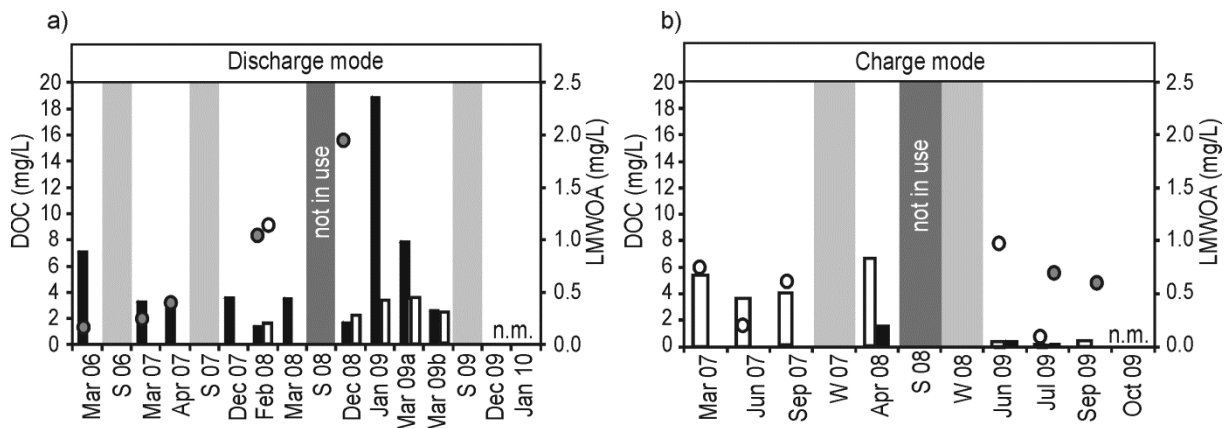 a)
Discharge mode
20
18
16
14
12
10
8
6
4
2
0
DOC (mg/L)
2.5
2.0
1.5
1.0
0.5
0.0
LMWOA (mg/L)
not in use
n.m.
Mar 06
S 06
Mar 07
Apr 07
S 07
Dec 07
Feb 08
Mar 08
S 08
Dec 08
Jan 09
Mar 09a
Mar 09b
S 09
Dec 09
Jan 10
b)
Charge mode
20
18
16
14
12
10
8
6
4
2
0
DOC (mg/L)
2.5
2.0
1.5
1.0
0.5
0.0
LMWOA (mg/L)
not in use
n.m.
Mar 07
Jun 07
Sep 07
W 07
Apr 08
S 08
W 08
Jun 09
Jul 09
Sep 09
Oct 09